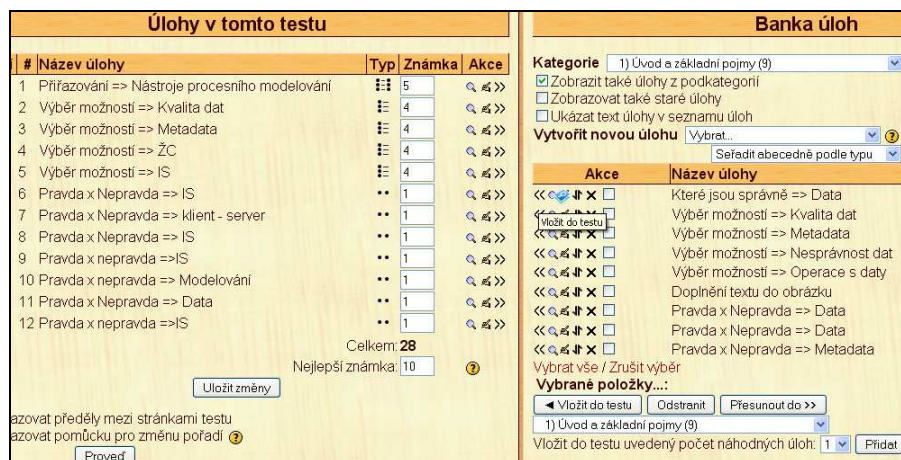 Úlohy v tomto testu
# Název úlohy Typ Známka Akce
1 Přiřazování => Nástroje procesního modelování 5
2 Výběr možností => Kvalita dat 4
3 Výběr možností => Metadata 4
4 Výběr možností => ŽC 4
5 Výběr možností => IS 4
6 Pravda x Nepravda => IS 1
7 Pravda x Nepravda => klient - server 1
8 Pravda x Nepravda => IS 1
9 Pravda x nepravda =>IS 1
10 Pravda x nepravda => Modelování 1
11 Pravda x Nepravda => Data 1
12 Pravda x nepravda =>IS 1
Celkem: 28
Nejlepší známka: 10
Uložit změny
azovat předěly mezi stránkami testu
azovat pomůcku pro změnu pořadí
Proveď
Banka úloh
Kategorie 1) Úvod a základní pojmy (9)
Zobrazit také úlohy z podkategorií
Zobrazovat také staré úlohy
Ukázat text úlohy v seznamu úloh
Vytvořit novou úlohu Vybrat...
Seřadit abecedně podle typu
Akce Název úlohy
Které jsou správně => Data
Výběr možností => Kvalita dat
Vložit do testu
Výběr možností => Metadata
Výběr možností => Nesprávnost dat
Výběr možností => Operace s daty
Doplnění textu do obrázku
Pravda x Nepravda => Data
Pravda x Nepravda => Data
Pravda x Nepravda => Metadata
Vybrat vše / Zrušit výběr
Vybrané položky...:
◄ Vložit do testu Odstranit Přesunout do >>
1) Úvod a základní pojmy (9)
Vložit do testu uvedený počet náhodných úloh: 1 Přidat